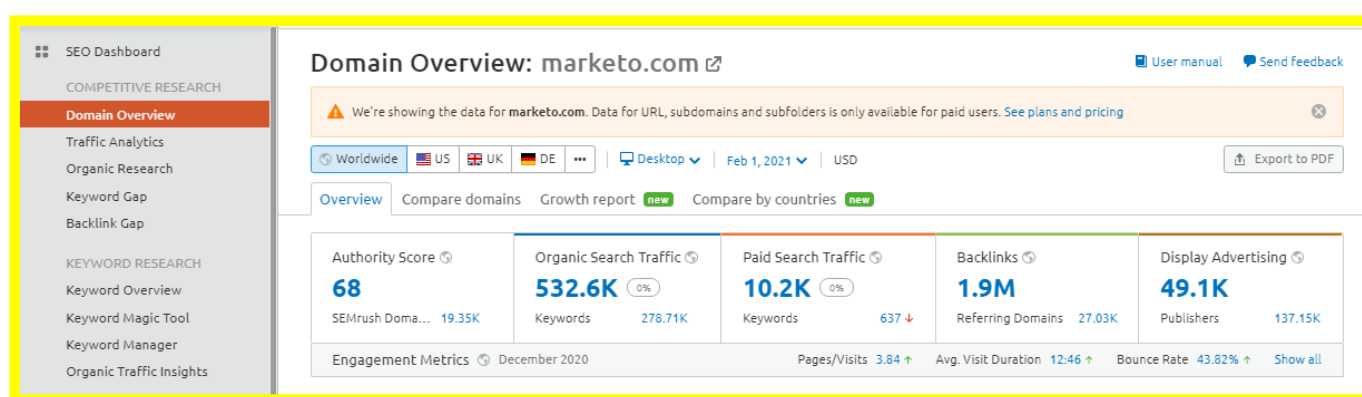 SEO Dashboard
COMPETITIVE RESEARCH
Domain Overview
Traffic Analytics
Organic Research
Keyword Gap
Backlink Gap
KEYWORD RESEARCH
Keyword Overview
Keyword Magic Tool
Keyword Manager
Organic Traffic Insights
Domain Overview: marketo.com
User manual Send feedback
We're showing the data for marketo.com. Data for URL, subdomains and subfolders is only available for paid users. See plans and pricing
Worldwide US UK DE ••• Desktop Feb 1, 2021 USD Export to PDF
Overview Compare domains Growth report new Compare by countries new
Authority Score Organic Search Traffic Paid Search Traffic Backlinks Display Advertising
68 532.6K 0% 10.2K 0% 1.9M 49.1K
SEMrush Doma... 19.35K Keywords 278.71K Keywords 637 ↓ Referring Domains 27.03K Publishers 137.15K
Engagement Metrics December 2020 Pages/Visits 3.84 ↑ Avg. Visit Duration 12:46 ↑ Bounce Rate 43.82% ↑ Show all